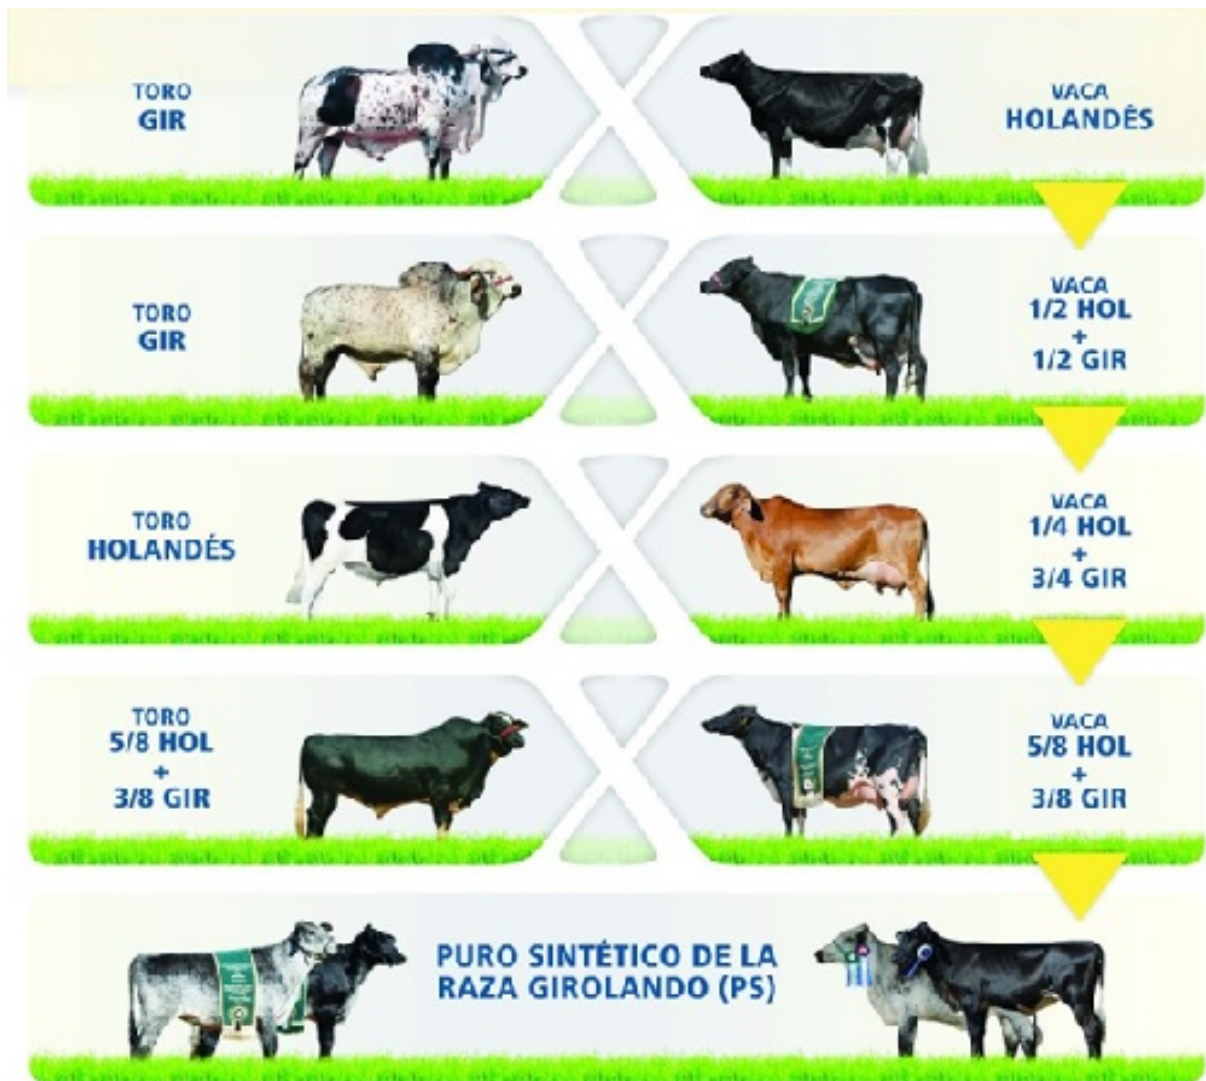 TORO
GIR
VACA
HOLANDÉS
TORO
GIR
VACA
1/2 HOL
+
1/2 GIR
TORO
HOLANDÉS
VACA
1/4 HOL
+
3/4 GIR
TORO
5/8 HOL
+
3/8 GIR
VACA
5/8 HOL
+
3/8 GIR
PURO SINTÉTICO DE LA
RAZA GIROLANDO (PS)